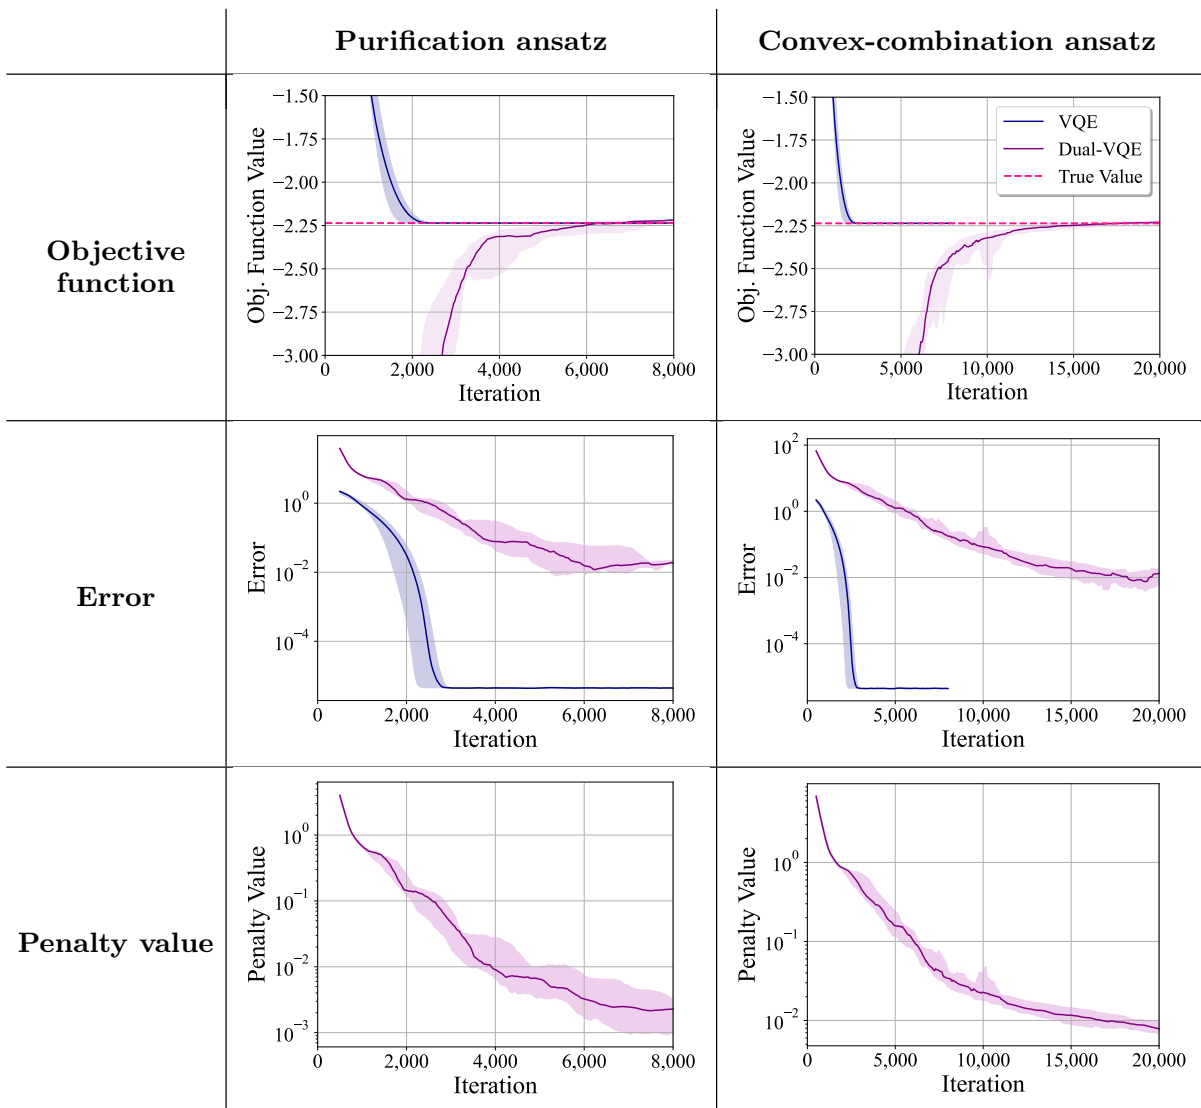 Purification ansatz
Convex-combination ansatz
Objective
function
Obj. Function Value
−1.50
−1.75
−2.00
−2.25
−2.50
−2.75
−3.00
0
2,000
4,000
6,000
8,000
Iteration
Obj. Function Value
−1.50
−1.75
−2.00
−2.25
−2.50
−2.75
−3.00
0
5,000
10,000
15,000
20,000
Iteration
VQE
Dual-VQE
True Value
Error
Error
10^0
10^−2
10^−4
0
2,000
4,000
6,000
8,000
Iteration
Error
10^2
10^0
10^−2
10^−4
0
5,000
10,000
15,000
20,000
Iteration
Penalty value
Penalty Value
10^0
10^−1
10^−2
10^−3
0
2,000
4,000
6,000
8,000
Iteration
Penalty Value
10^0
10^−1
10^−2
0
5,000
10,000
15,000
20,000
Iteration